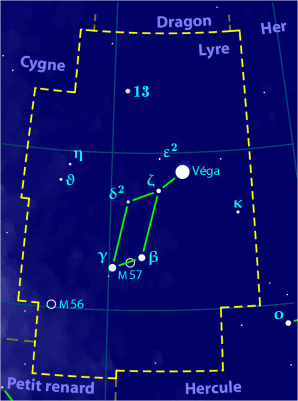 Dragon
Her
Lyre
Cygne
13
ε²
η
Véga
ϑ
ζ
δ²
κ
γ
β
M 57
M 56
ο
Petit renard
Hercule